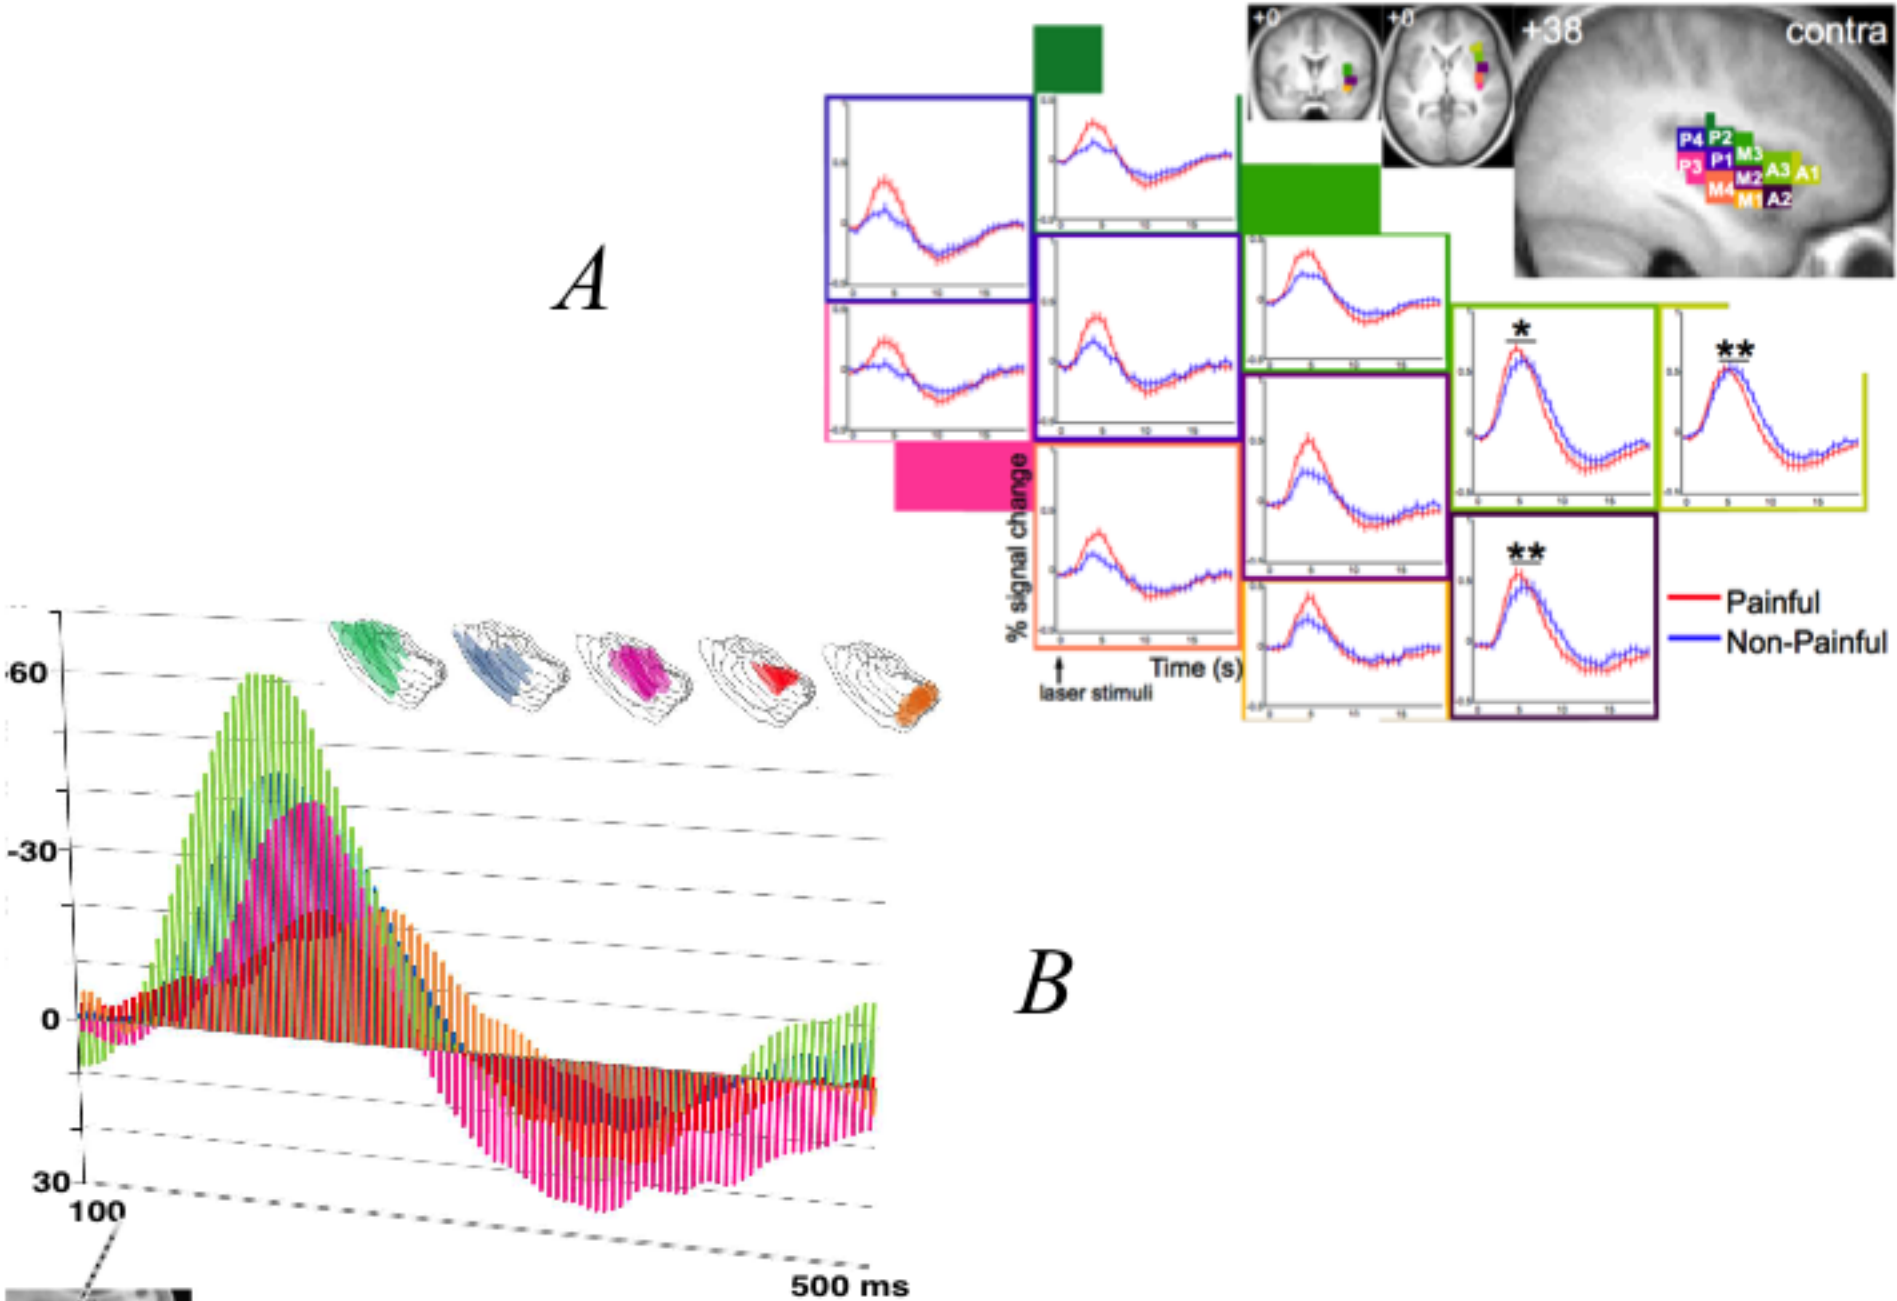 +0
+0
+38
contra
P4
P2
M3
P3
P1
M2
A3
A1
M4
M1
A2
A
*
**
**
% signal change
Time (s)
laser stimuli
Painful
Non-Painful
-60
-30
0
30
100
500 ms
B